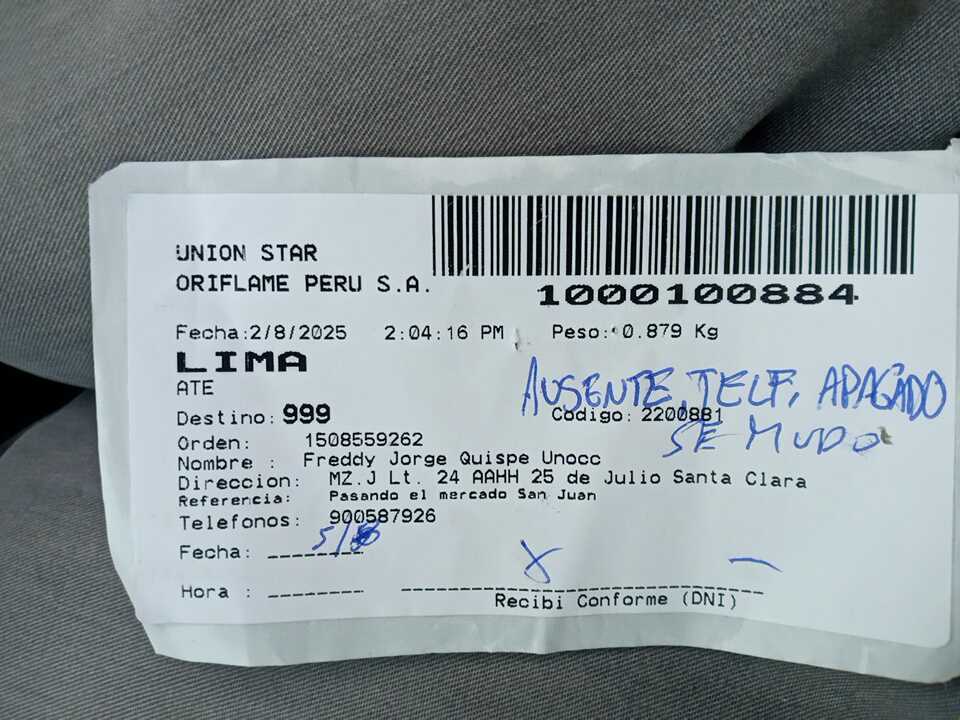 UNION STAR
ORIFLAME PERU S.A.
1000100884
Fecha:2/8/2025 2:04:16 PM Peso: 0.879 Kg
LIMA
ATE
AUSENTE, TELF. APAGADO
Destino: 999 Codigo: 2200881
SE MUDO
Orden: 1508559262
Nombre : Freddy Jorge Quispe Unocc
Direccion: MZ.J Lt. 24 AAHH 25 de Julio Santa Clara
Referencia: Pasando el mercado San Juan
Telefonos: 900587926
Fecha: 5/
Hora :
Recibi Conforme (DNI)